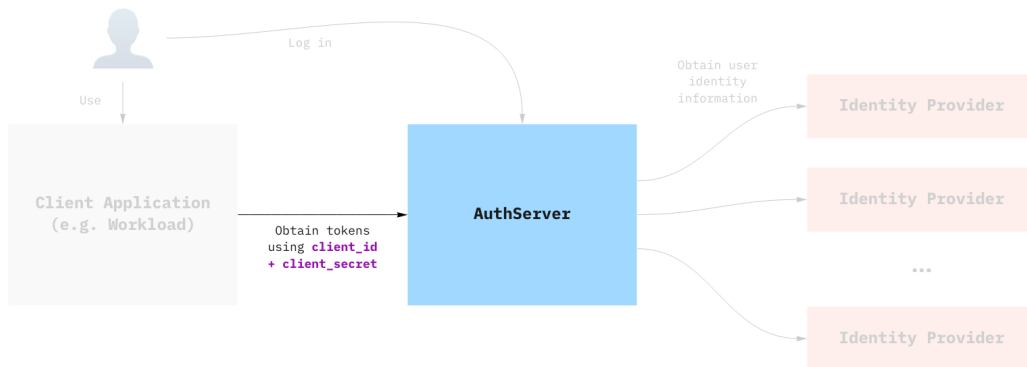 Log in
Use
Obtain user
identity
information
Identity Provider
Client Application
(e.g. Workload)
Obtain tokens
using client_id
+ client_secret
AuthServer
Identity Provider
...
Identity Provider